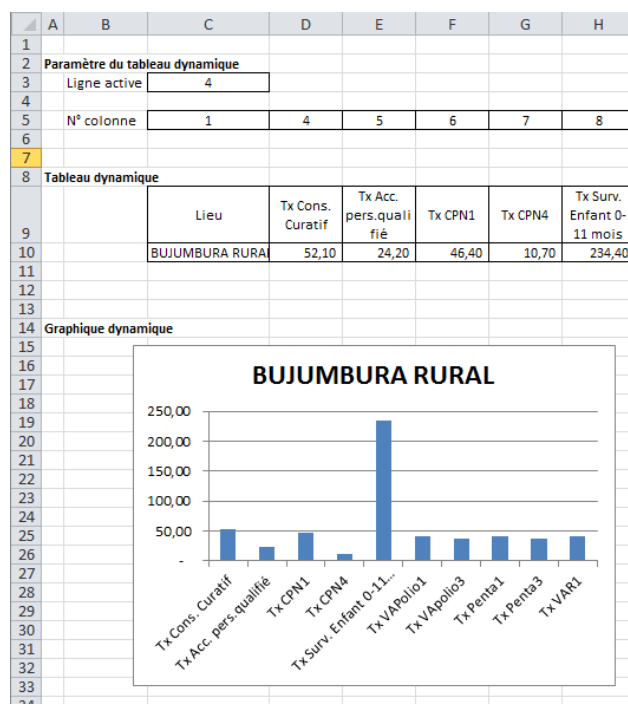 A B C D E F G H
1
2 Paramètre du tableau dynamique
3 Ligne active 4
4
5 N° colonne 1 4 5 6 7 8
6
7
8 Tableau dynamique
9 Lieu Tx Cons. Curatif Tx Acc. pers.quali fié Tx CPN1 Tx CPN4 Tx Surv. Enfant 0- 11 mois
10 BUJUMBURA RURAL 52,10 24,20 46,40 10,70 234,40
11
12
13
14 Graphique dynamique
15
16
17
18
19
20
21
22
23
24
25
26
27
28
29
30
31
32
33
34
BUJUMBURA RURAL
250,00
200,00
150,00
100,00
50,00
-
Tx Cons. Curatif
Tx Acc. pers.qualifié
Tx CPN1
Tx CPN4
Tx Surv. Enfant 0-11...
Tx VAPolio1
Tx VApolio3
Tx Penta1
Tx Penta3
Tx VAR1